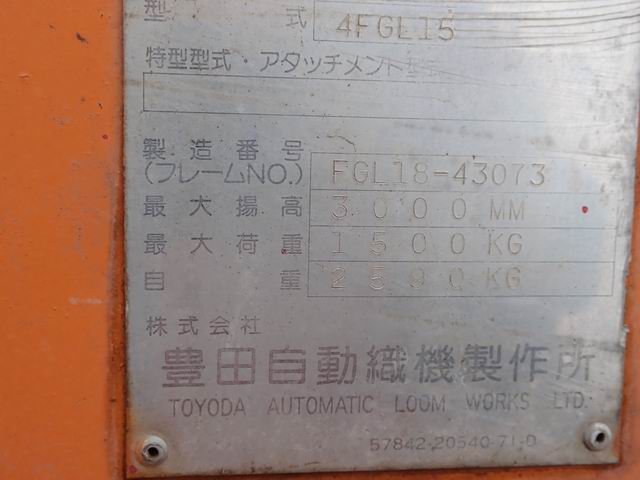 型 式 4FGL15
特型型式・アタッチメント型式
製造番号
(フレームNO.) FGL18-43073
最大揚高 3000 MM
最大荷重 1500 KG
自 重 2590 KG
株式会社
豊田自動織機製作所
TOYODA AUTOMATIC LOOM WORKS LTD.
57842-20540-71-D